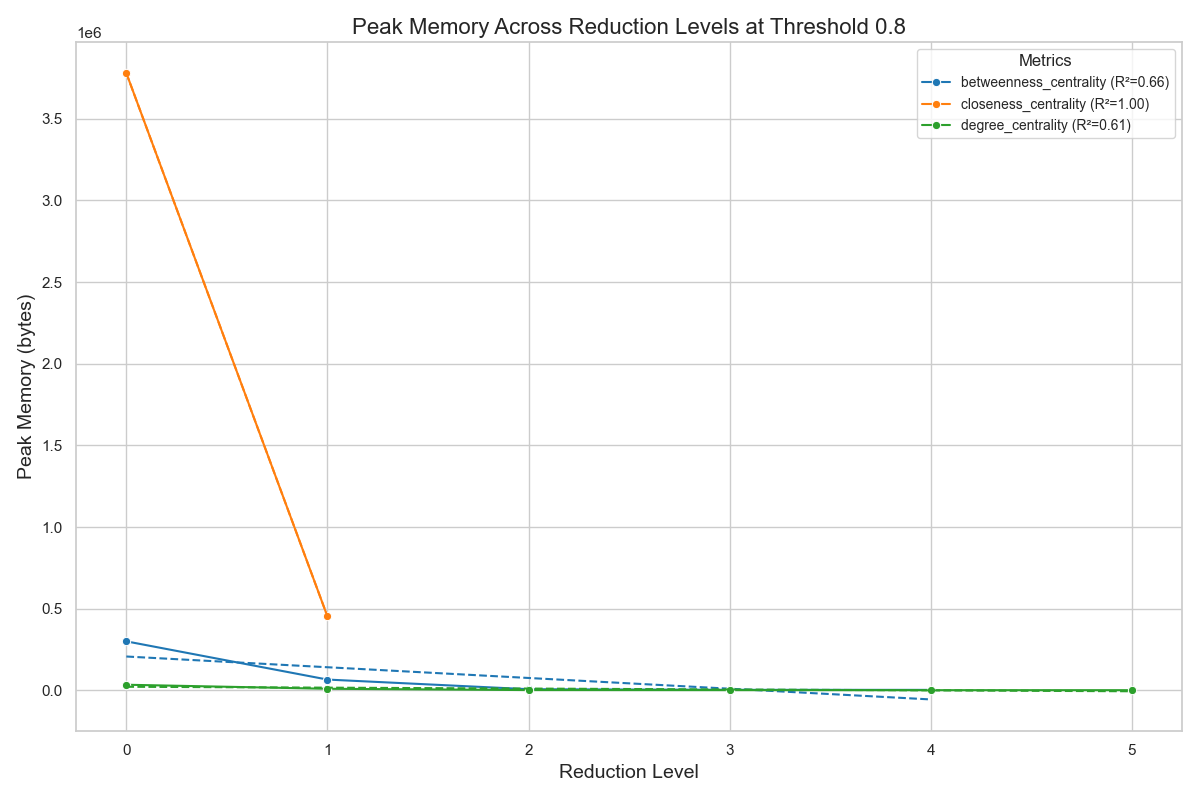 Peak Memory Across Reduction Levels at Threshold 0.8
1e6
Metrics
betweenness_centrality (R²=0.66)
closeness_centrality (R²=1.00)
degree_centrality (R²=0.61)
Peak Memory (bytes)
3.5
3.0
2.5
2.0
1.5
1.0
0.5
0.0
0 1 2 3 4 5
Reduction Level